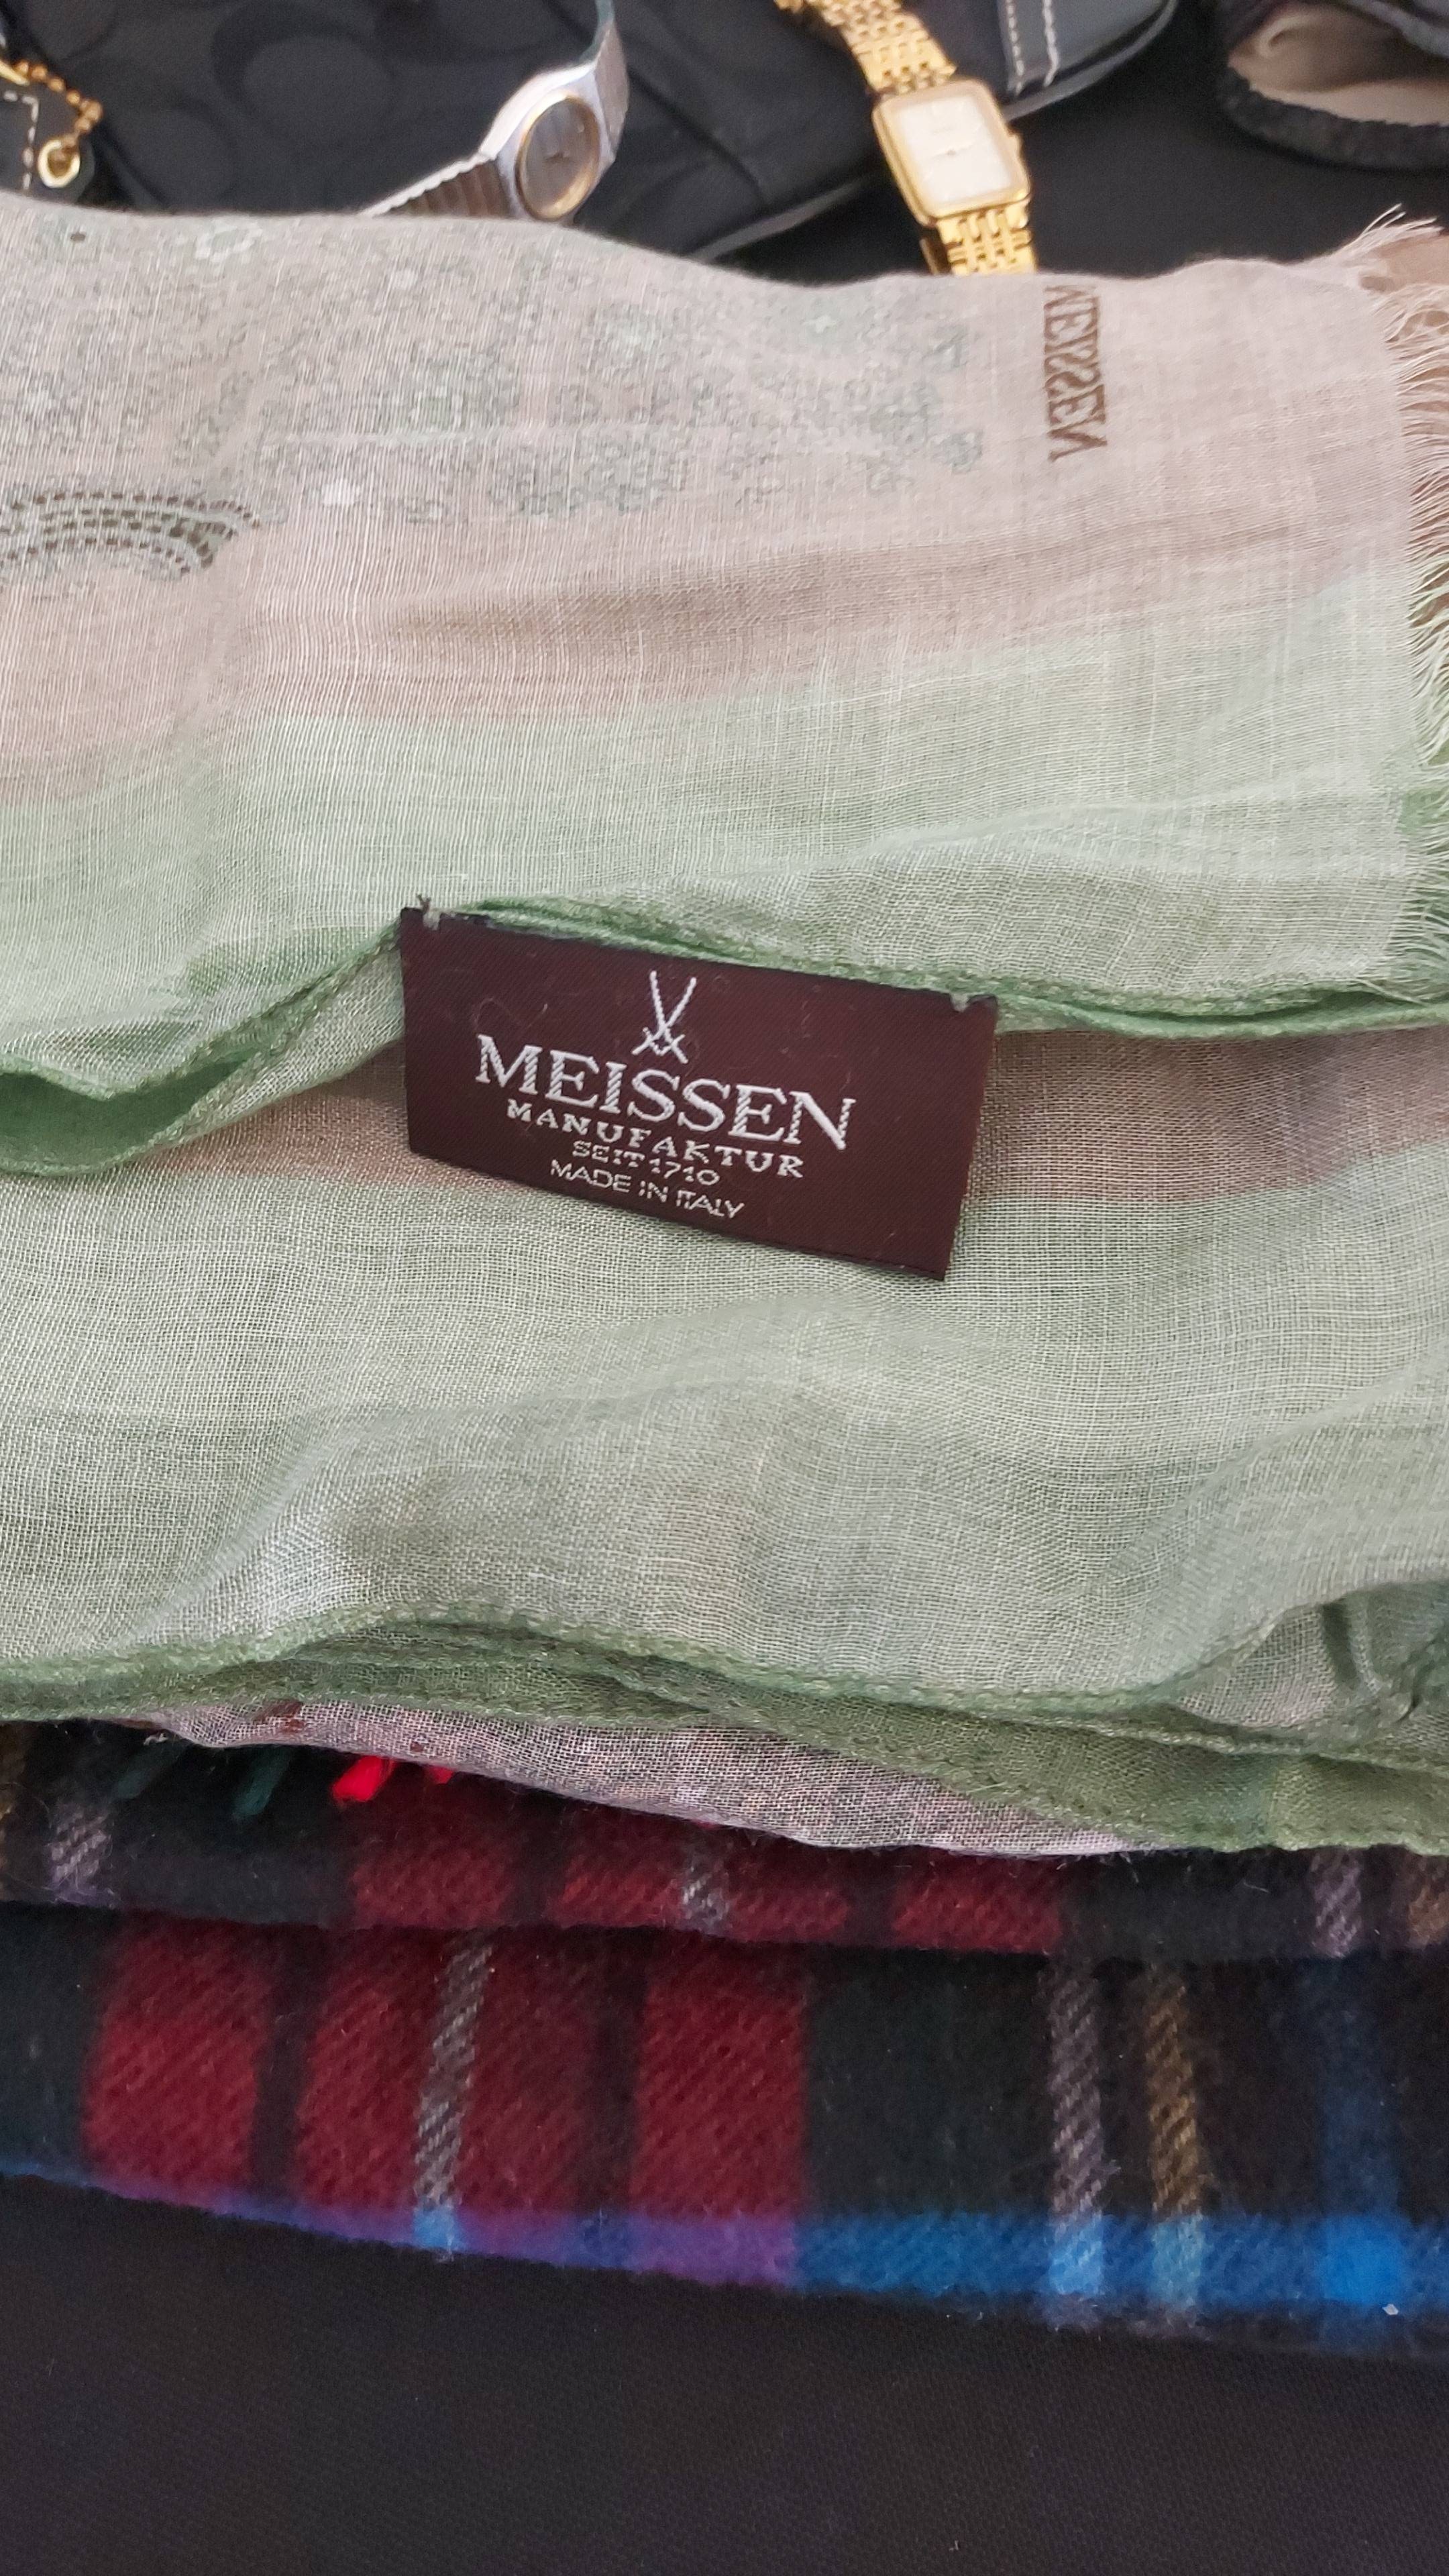 MEISSEN
MEISSEN
MANUFAKTUR
SEIT 1710
MADE IN ITALY